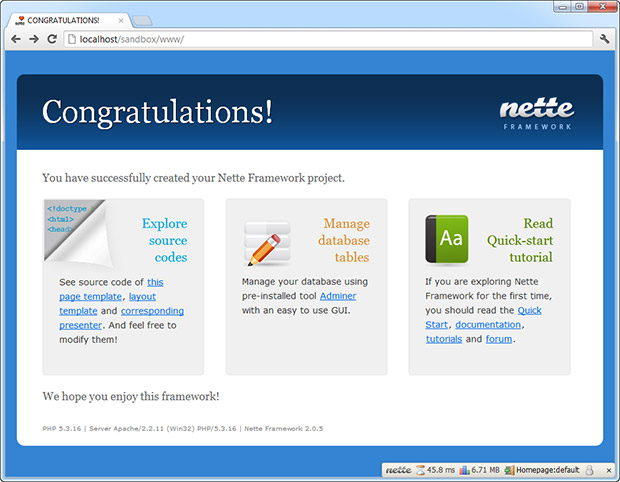 CONGRATULATIONS!
localhost/sandbox/www/
Congratulations!
nette
FRAMEWORK
You have successfully created your Nette Framework project.
<!doctype
<html>
<head>
Explore
source
codes
See source code of this
page template, layout
template and corresponding
presenter. And feel free to
modify them!
Manage
database
tables
Manage your database using
pre-installed tool Adminer
with an easy to use GUI.
Aa
Read
Quick-start
tutorial
If you are exploring Nette
Framework for the first time,
you should read the Quick
Start, documentation,
tutorials and forum.
We hope you enjoy this framework!
PHP 5.3.16 | Server Apache/2.2.11 (Win32) PHP/5.3.16 | Nette Framework 2.0.5
nette 45.8 ms 6.71 MB Homepage:default